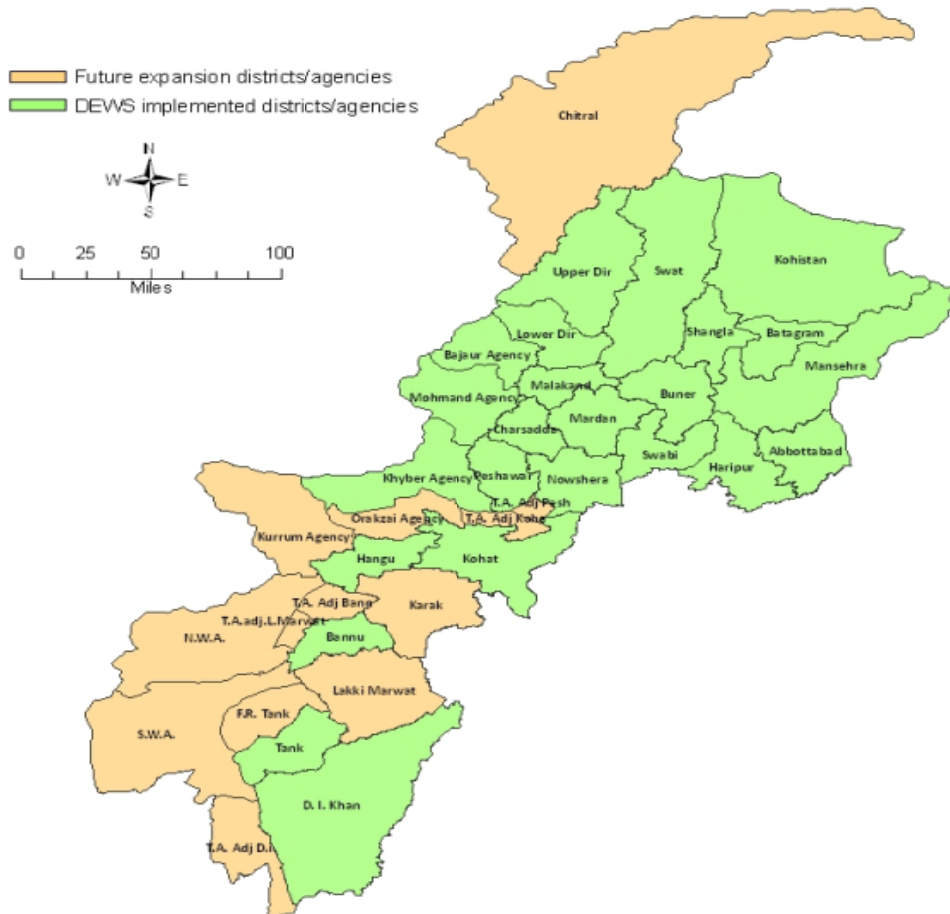 Future expansion districts/agencies
DEWS implemented districts/agencies
N
W E
S
0 25 50 100
Miles
Chitral
Upper Dir
Swat
Kohistan
Lower Dir
Shangla
Batagram
Bajaur Agency
Mansehra
Malakand
Buner
Mohmand Agency
Mardan
Charsadda
Swabi
Abbottabad
Haripur
Khyber Agency
Peshawar
Nowshera
T.A. Adj Pesh
Orakzai Agency
T.A. Adj Koha
Kurrum Agency
Hangu
Kohat
T.A. Adj Bann
Karak
T.A.adj.L.Marwat
N.W.A.
Bannu
Lakki Marwat
F.R. Tank
S.W.A.
Tank
D. I. Khan
T.A. Adj D.I